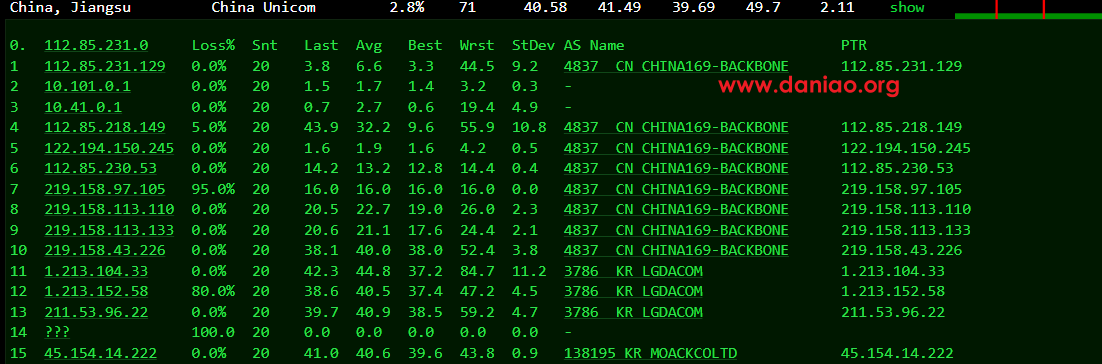 China, Jiangsu China Unicom 2.8% 71 40.58 41.49 39.69 49.7 2.11 show
0. 112.85.231.0 Loss% Snt Last Avg Best Wrst StDev AS Name PTR
1 112.85.231.129 0.0% 20 3.8 6.6 3.3 44.5 9.2 4837 CN CHINA169-BACKBONE 112.85.231.129
www.daniao.org
2 10.101.0.1 0.0% 20 1.5 1.7 1.4 3.2 0.3 -
3 10.41.0.1 0.0% 20 0.7 2.7 0.6 19.4 4.9 -
4 112.85.218.149 5.0% 20 43.9 32.2 9.6 55.9 10.8 4837 CN CHINA169-BACKBONE 112.85.218.149
5 122.194.150.245 0.0% 20 1.6 1.9 1.6 4.2 0.5 4837 CN CHINA169-BACKBONE 122.194.150.245
6 112.85.230.53 0.0% 20 14.2 13.2 12.8 14.4 0.4 4837 CN CHINA169-BACKBONE 112.85.230.53
7 219.158.97.105 95.0% 20 16.0 16.0 16.0 16.0 0.0 4837 CN CHINA169-BACKBONE 219.158.97.105
8 219.158.113.110 0.0% 20 20.5 22.7 19.0 26.0 2.3 4837 CN CHINA169-BACKBONE 219.158.113.110
9 219.158.113.133 0.0% 20 20.6 21.1 17.6 24.4 2.1 4837 CN CHINA169-BACKBONE 219.158.113.133
10 219.158.43.226 0.0% 20 38.1 40.0 38.0 52.4 3.8 4837 CN CHINA169-BACKBONE 219.158.43.226
11 1.213.104.33 0.0% 20 42.3 44.8 37.2 84.7 11.2 3786 KR LGDACOM 1.213.104.33
12 1.213.152.58 80.0% 20 38.6 40.5 37.4 47.2 4.5 3786 KR LGDACOM 1.213.152.58
13 211.53.96.22 0.0% 20 39.7 40.9 38.5 59.2 4.7 3786 KR LGDACOM 211.53.96.22
14 ??? 100.0 20 0.0 0.0 0.0 0.0 0.0 -
15 45.154.14.222 0.0% 20 41.0 40.6 39.6 43.8 0.9 138195 KR MOACKCOLTD 45.154.14.222